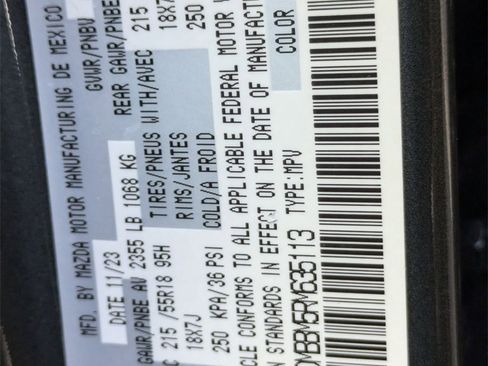 MFD. BY MAZDA MOTOR MANUFACTURING DE MEXICO
DATE 11/23 GVWR/PNBV
GAWR/PNBE AV 2355 LB 1068 KG REAR GAWR/PNBE
215/55R18 95H TIRES/PNEUS WITH/AVEC 215
18X7J RIMS/JANTES 18X7
250 KPA/36 PSI COLD/A FROID 250
CONFORMS TO ALL APPLICABLE FEDERAL MOTOR
STANDARDS IN EFFECT ON THE DATE OF MANUFACT
TYPE: MPV COLOR